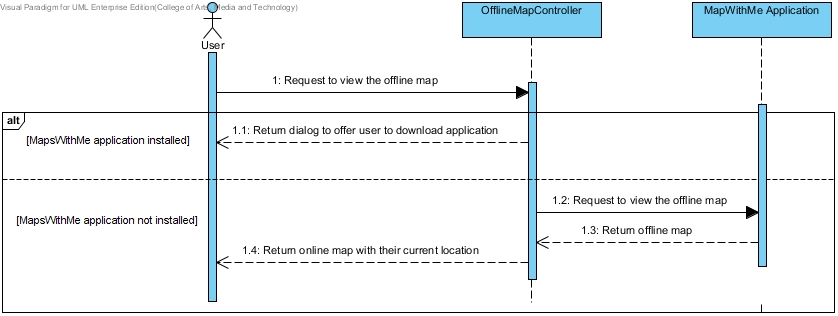 Visual Paradigm for UML Enterprise Edition(College of Arts, Media and Technology)
OfflineMapController
MapWithMe Application
User
1: Request to view the offline map
alt
[MapsWithMe application installed]
1.1: Return dialog to offer user to download application
1.2: Request to view the offline map
[MapsWithMe application not installed]
1.3: Return offline map
1.4: Return online map with their current location